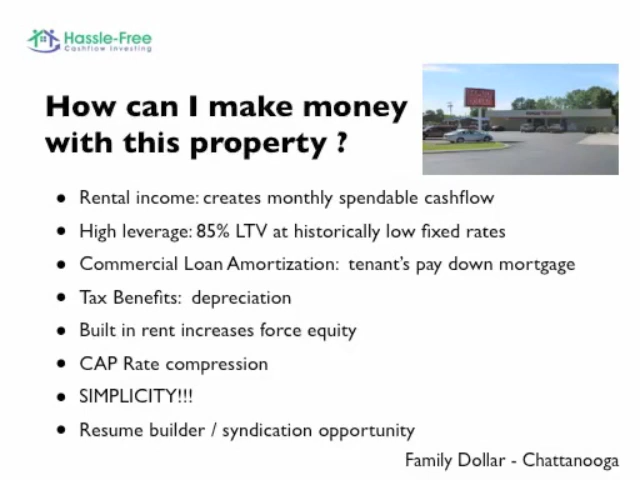 Hassle-Free
Cashflow Investing
How can I make money
with this property ?
• Rental income: creates monthly spendable cashflow
• High leverage: 85% LTV at historically low fixed rates
• Commercial Loan Amortization: tenant's pay down mortgage
• Tax Benefits: depreciation
• Built in rent increases force equity
• CAP Rate compression
• SIMPLICITY!!!
• Resume builder / syndication opportunity
Family Dollar - Chattanooga